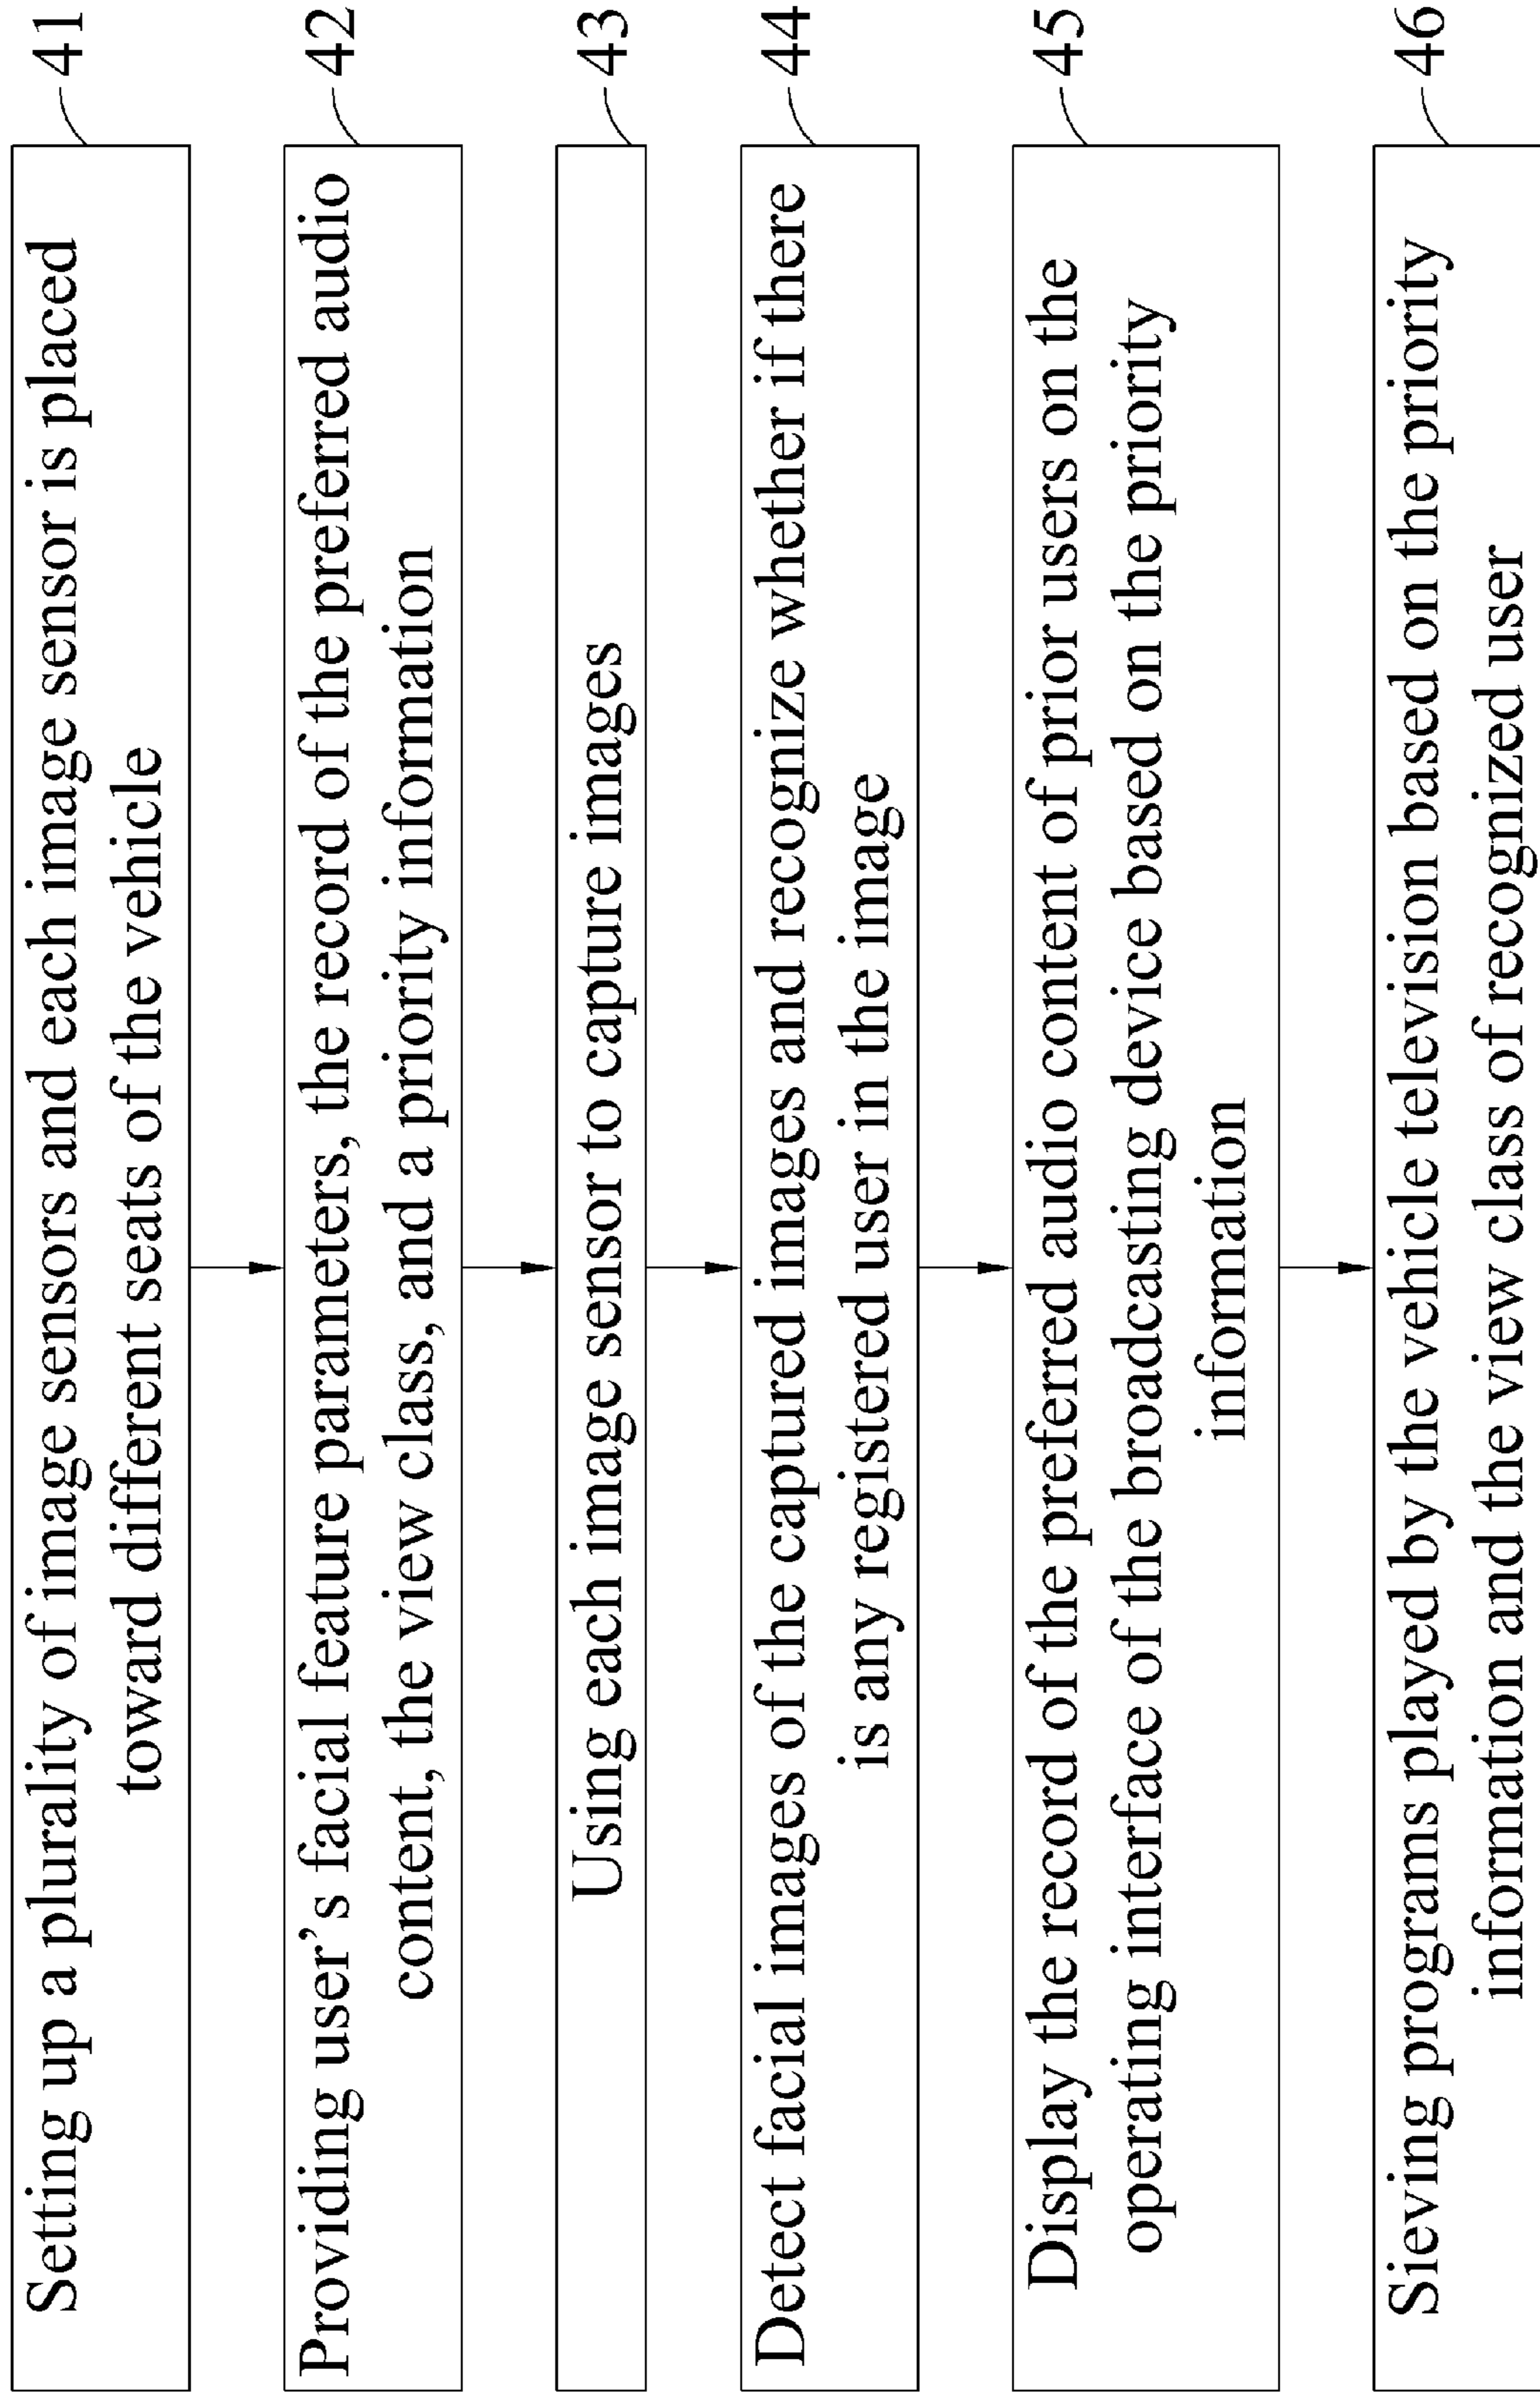 Setting up a plurality of image sensors and each image sensor is placed
toward different seats of the vehicle
41
Providing user's facial feature parameters, the record of the preferred audio
content, the view class, and a priority information
42
Using each image sensor to capture images
43
Detect facial images of the captured images and recognize whether if there
is any registered user in the image
44
Display the record of the preferred audio content of prior users on the
operating interface of the broadcasting device based on the priority
information
45
Sieving programs played by the vehicle television based on the priority
information and the view class of recognized user
46